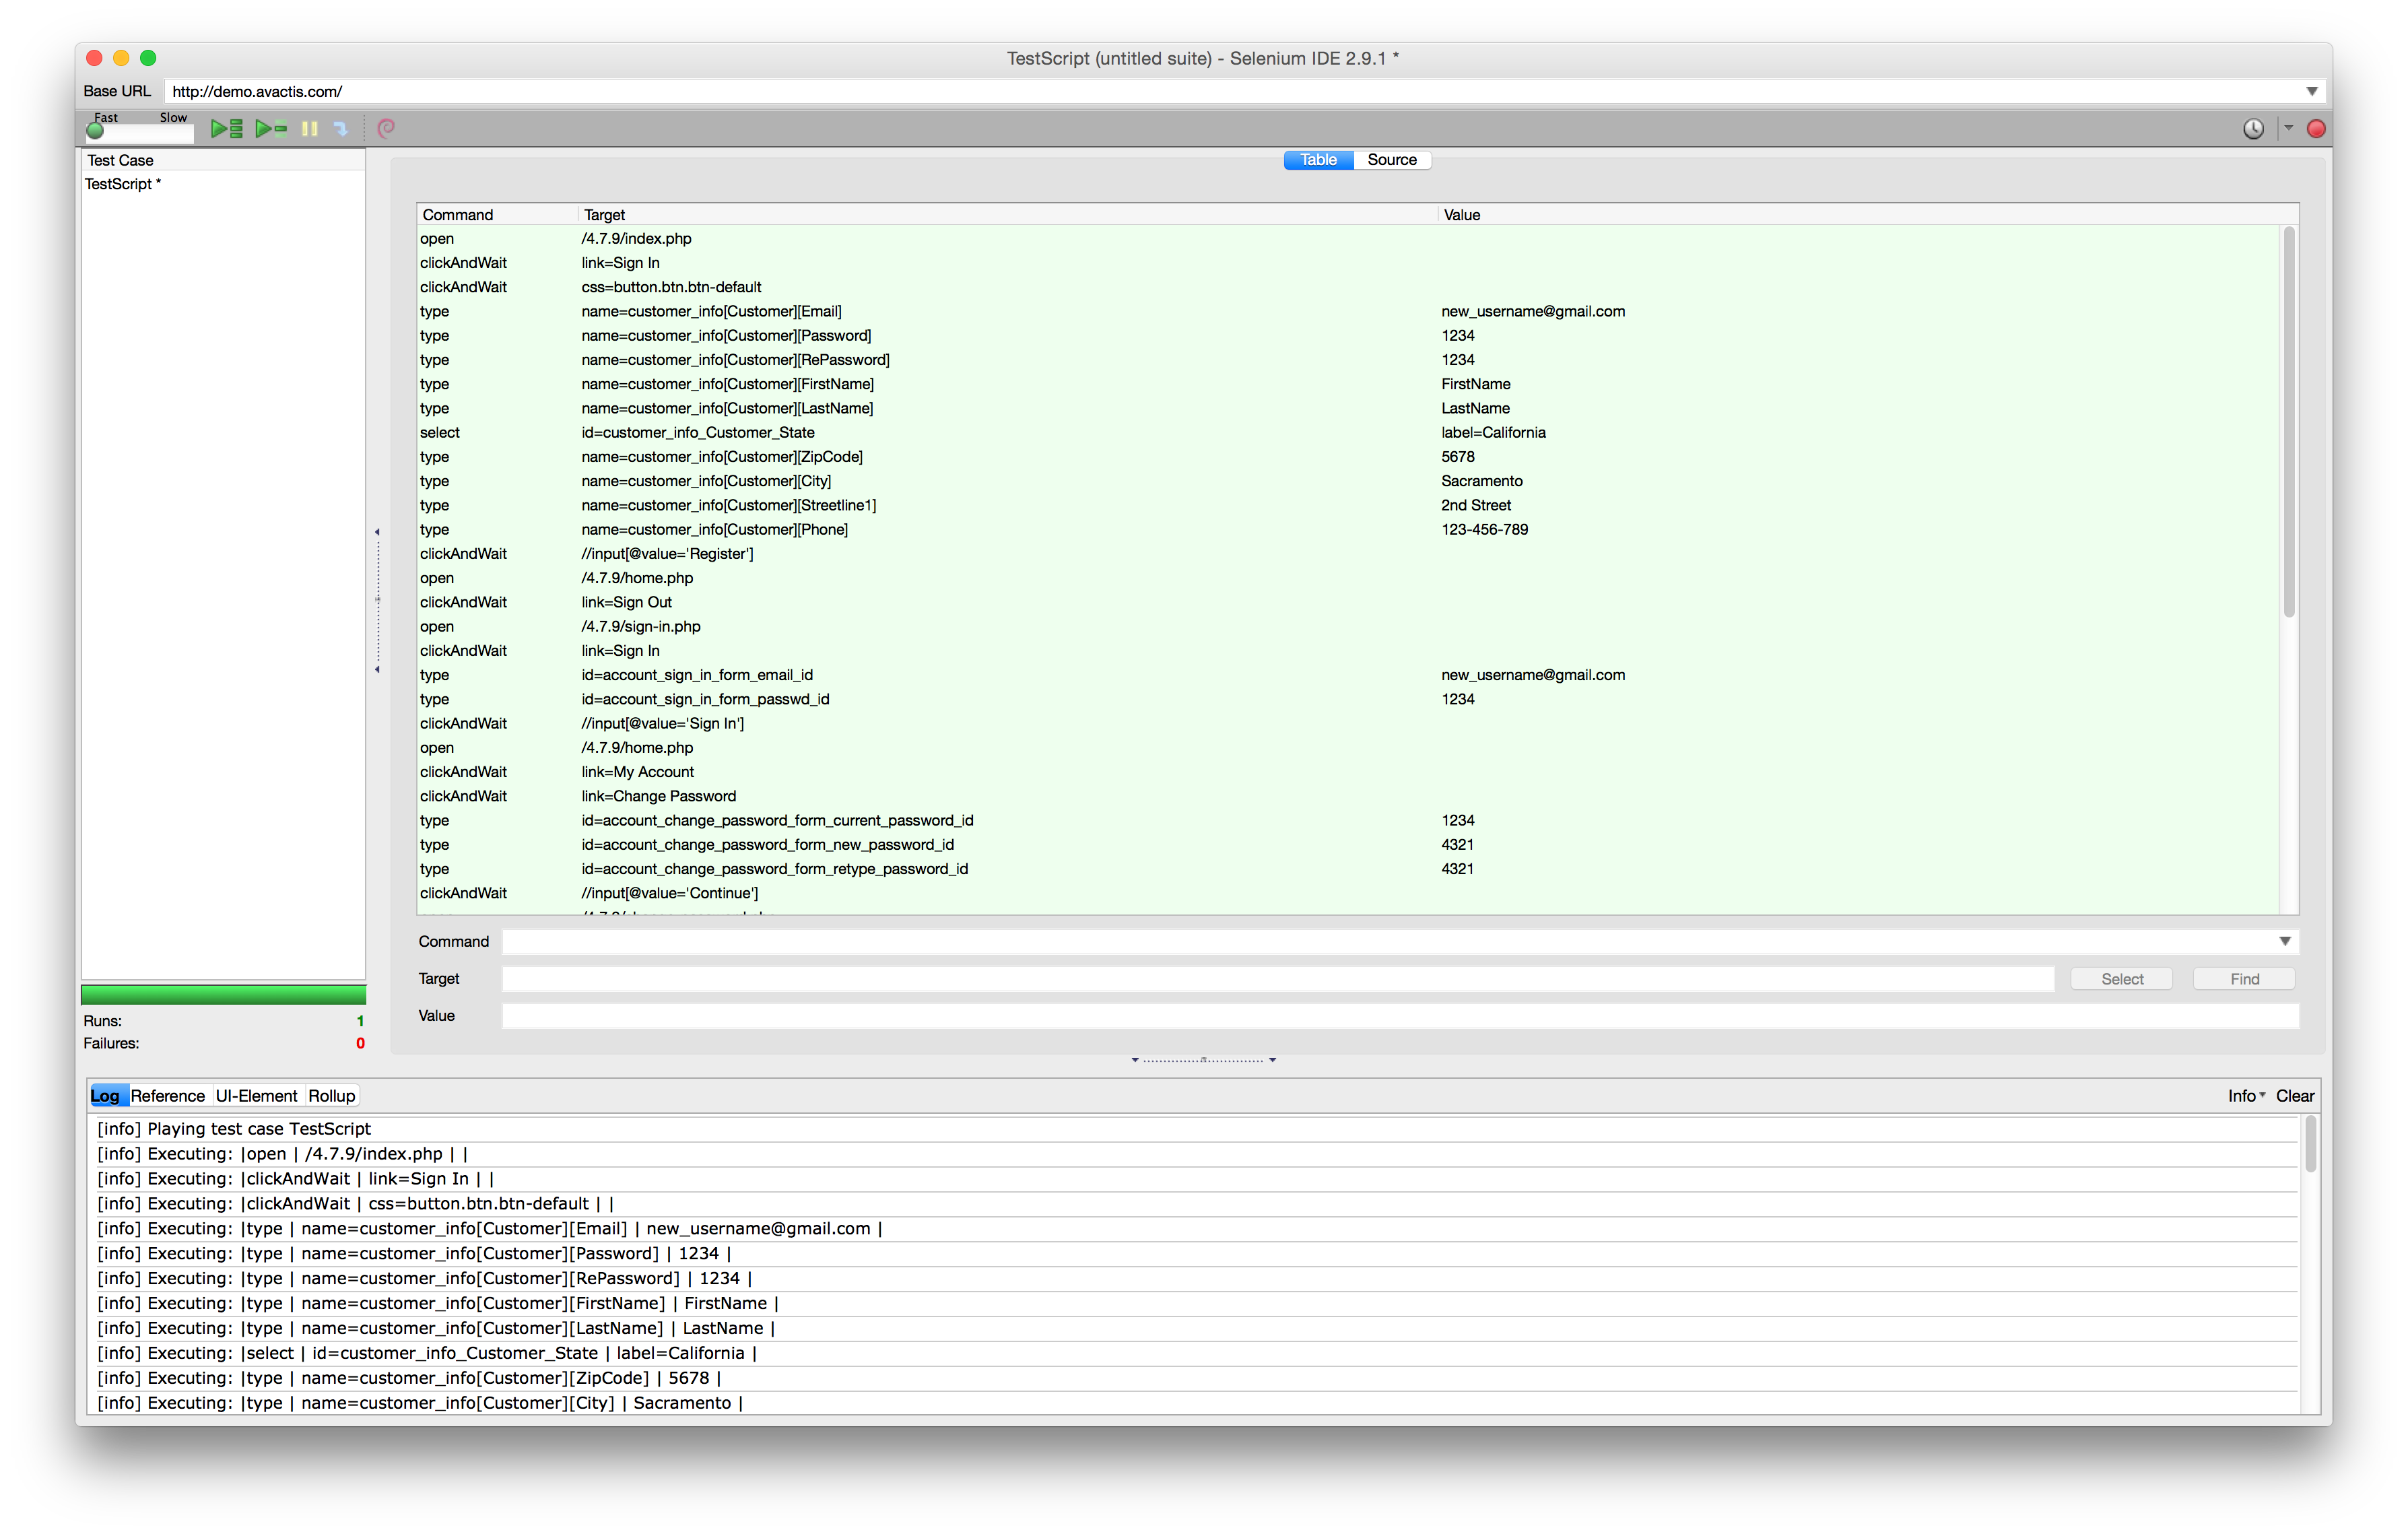 TestScript (untitled suite) - Selenium IDE 2.9.1 *
Base URL http://demo.avactis.com/
Fast Slow
Test Case
TestScript *
Table Source
Command Target Value
open /4.7.9/index.php
clickAndWait link=Sign In
clickAndWait css=button.btn.btn-default
type name=customer_info[Customer][Email] new_username@gmail.com
type name=customer_info[Customer][Password] 1234
type name=customer_info[Customer][RePassword] 1234
type name=customer_info[Customer][FirstName] FirstName
type name=customer_info[Customer][LastName] LastName
select id=customer_info_Customer_State label=California
type name=customer_info[Customer][ZipCode] 5678
type name=customer_info[Customer][City] Sacramento
type name=customer_info[Customer][Streetline1] 2nd Street
type name=customer_info[Customer][Phone] 123-456-789
clickAndWait //input[@value='Register']
open /4.7.9/home.php
clickAndWait link=Sign Out
open /4.7.9/sign-in.php
clickAndWait link=Sign In
type id=account_sign_in_form_email_id new_username@gmail.com
type id=account_sign_in_form_passwd_id 1234
clickAndWait //input[@value='Sign In']
open /4.7.9/home.php
clickAndWait link=My Account
clickAndWait link=Change Password
type id=account_change_password_form_current_password_id 1234
type id=account_change_password_form_new_password_id 4321
type id=account_change_password_form_retype_password_id 4321
clickAndWait //input[@value='Continue']
Command
Target Select Find
Value
Runs: 1
Failures: 0
Log Reference UI-Element Rollup Info Clear
[info] Playing test case TestScript
[info] Executing: |open | /4.7.9/index.php | |
[info] Executing: |clickAndWait | link=Sign In | |
[info] Executing: |clickAndWait | css=button.btn.btn-default | |
[info] Executing: |type | name=customer_info[Customer][Email] | new_username@gmail.com |
[info] Executing: |type | name=customer_info[Customer][Password] | 1234 |
[info] Executing: |type | name=customer_info[Customer][RePassword] | 1234 |
[info] Executing: |type | name=customer_info[Customer][FirstName] | FirstName |
[info] Executing: |type | name=customer_info[Customer][LastName] | LastName |
[info] Executing: |select | id=customer_info_Customer_State | label=California |
[info] Executing: |type | name=customer_info[Customer][ZipCode] | 5678 |
[info] Executing: |type | name=customer_info[Customer][City] | Sacramento |